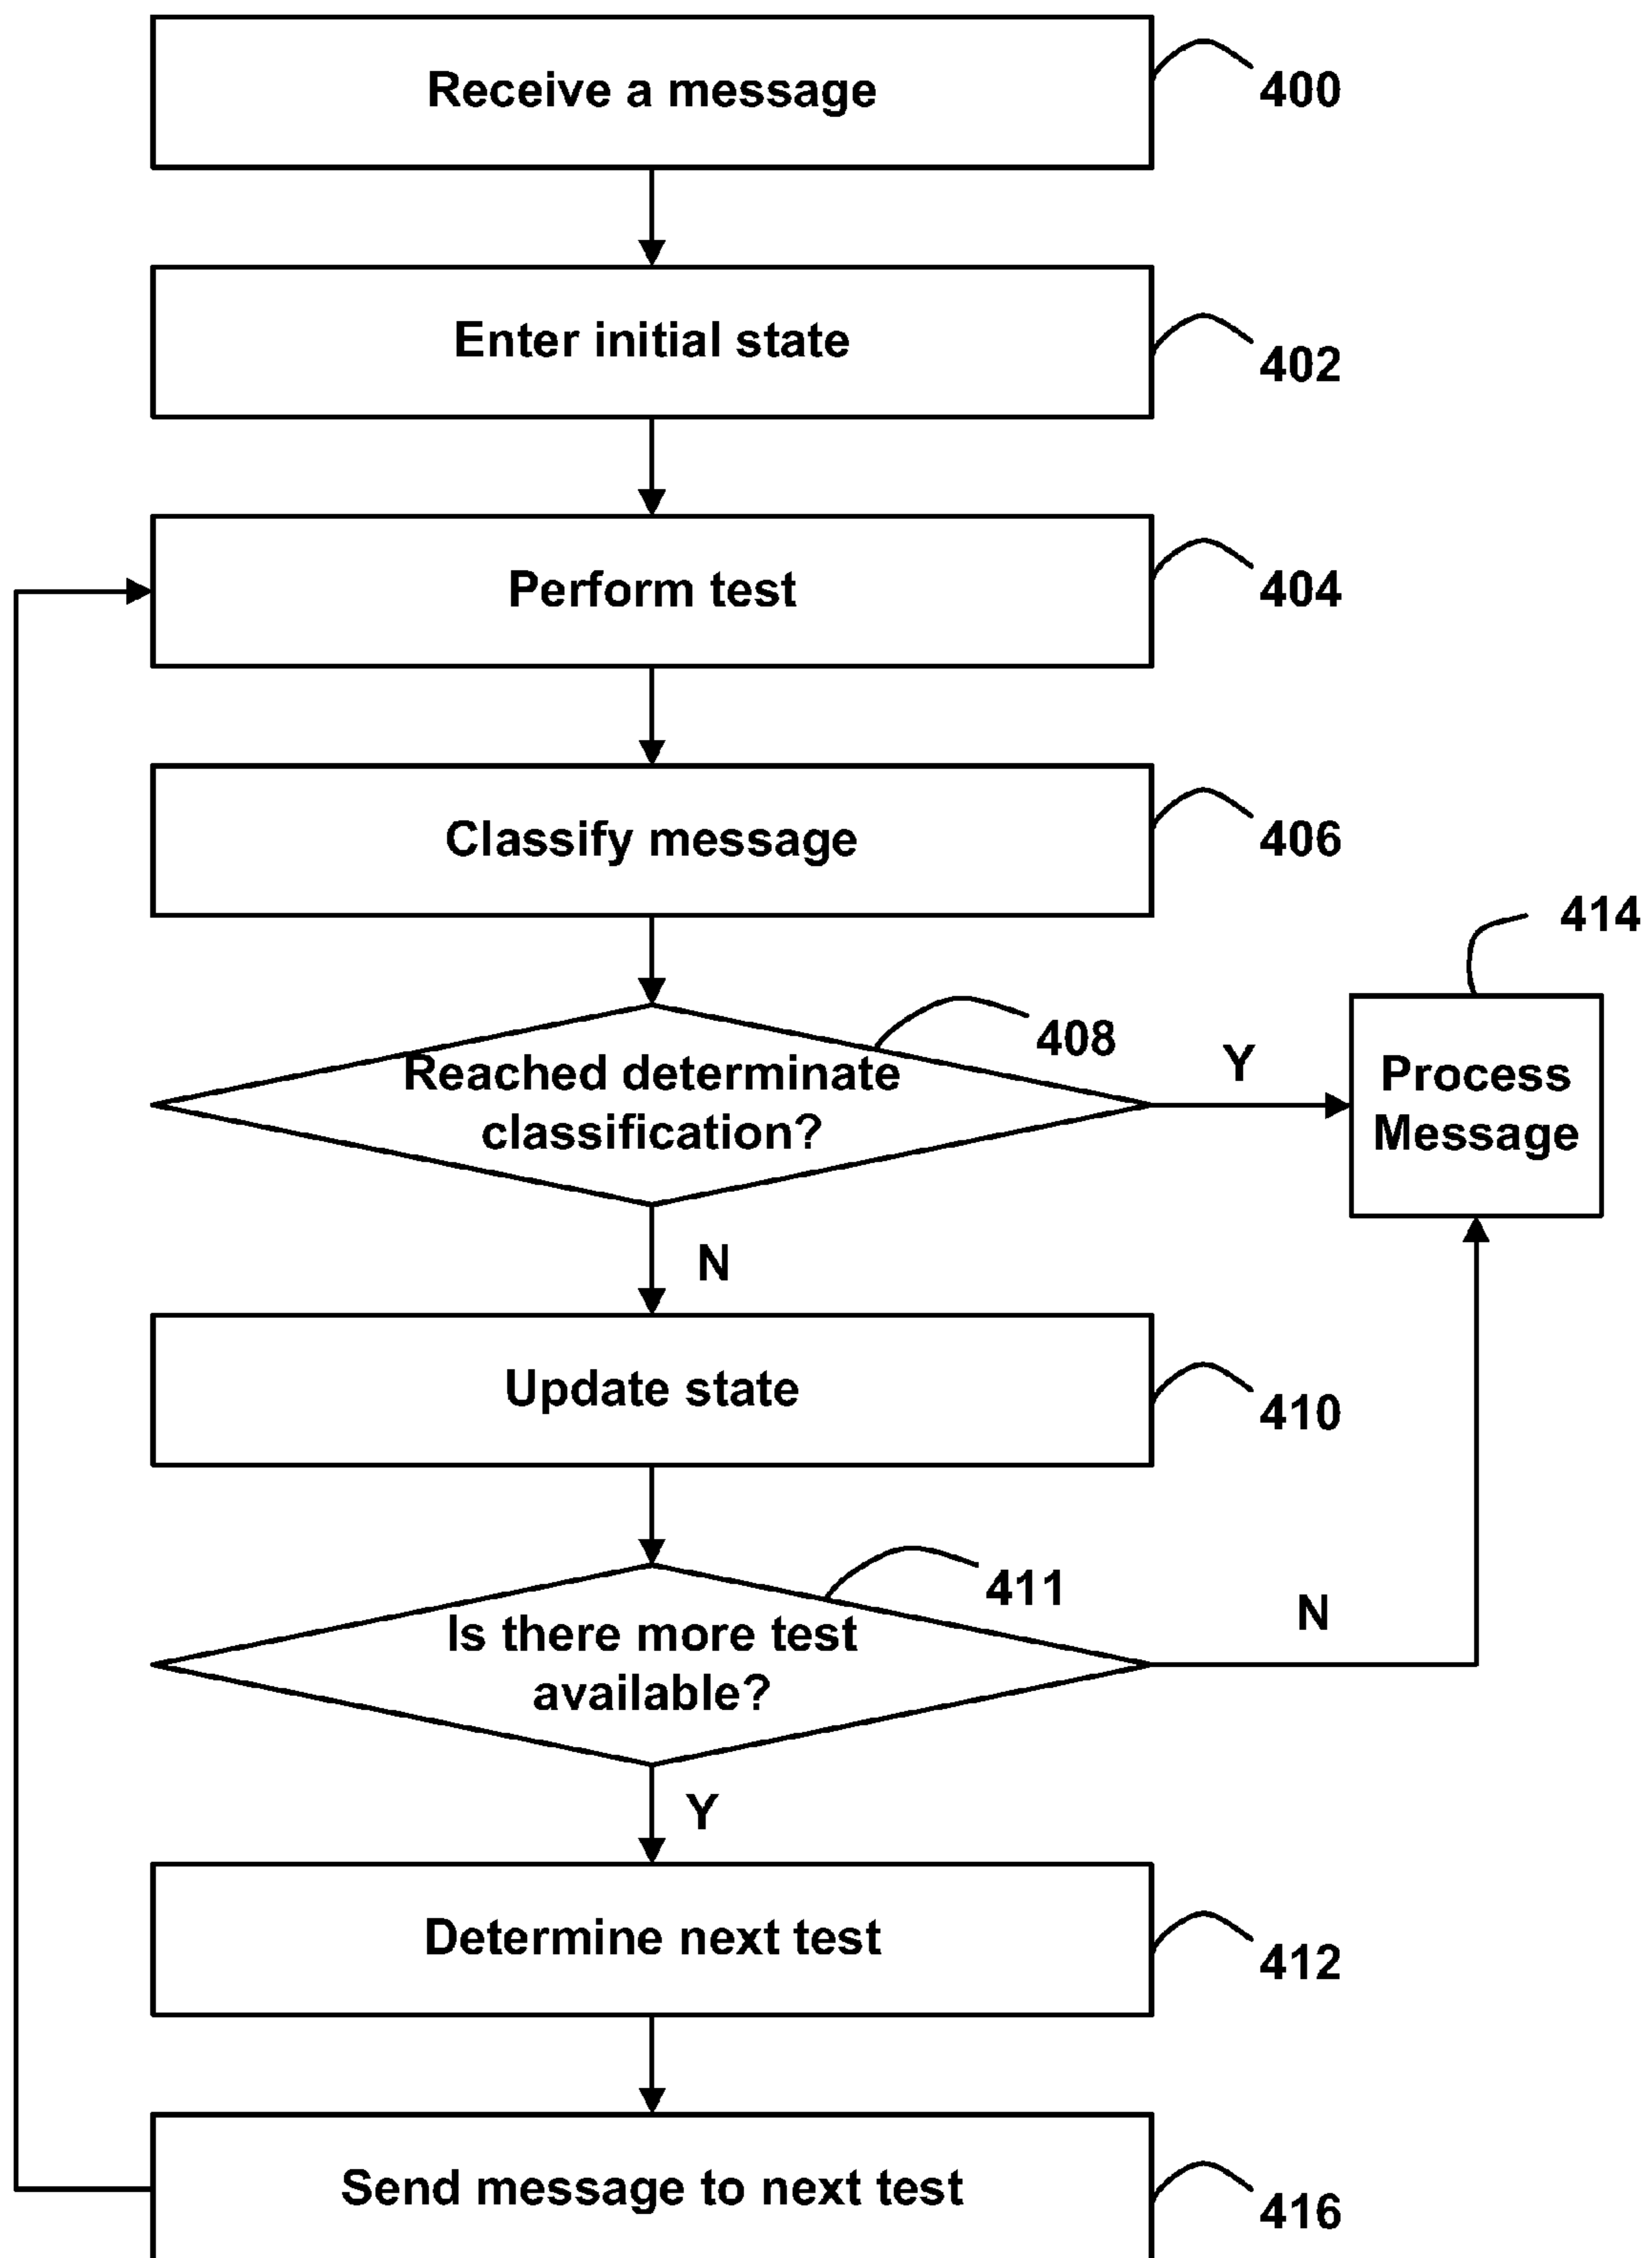 Receive a message
400
Enter initial state
402
Perform test
404
Classify message
406
414
Reached determinate
classification?
408
Y
Process
Message
N
Update state
410
Is there more test
available?
411
N
Y
Determine next test
412
Send message to next test
416